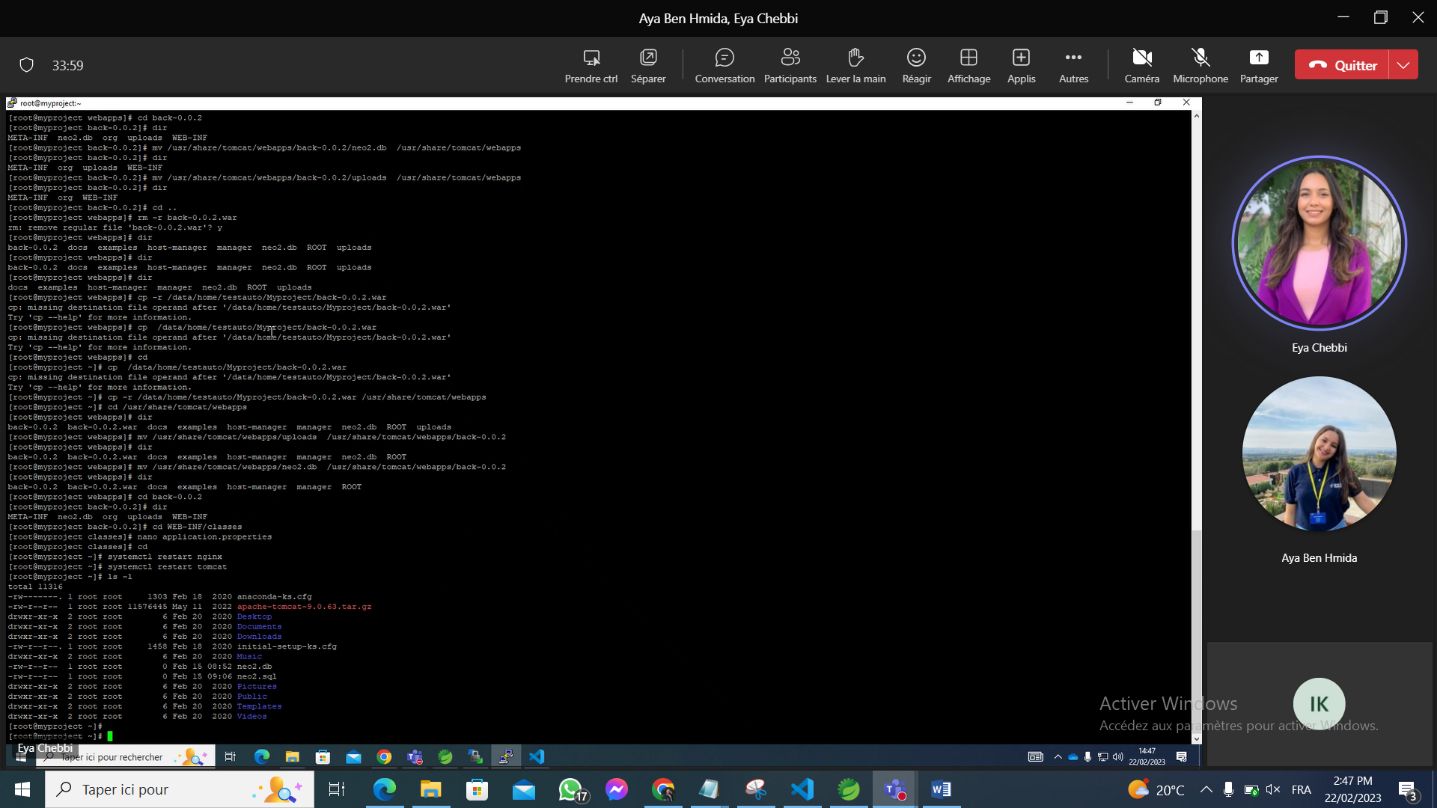 Aya Ben Hmida, Eya Chebbi
33:59
Prendre ctrl
Séparer
Conversation
Participants
Lever la main
Réagir
Affichage
Applis
Autres
Caméra
Microphone
Partager
Quitter
root@myproject:~
[root@myproject webapps]# cd back-0.0.2
[root@myproject back-0.0.2]# dir
META-INF  neo2.db  org  uploads  WEB-INF
[root@myproject back-0.0.2]# mv /usr/share/tomcat/webapps/back-0.0.2/neo2.db  /usr/share/tomcat/webapps
[root@myproject back-0.0.2]# dir
META-INF  org  uploads  WEB-INF
[root@myproject back-0.0.2]# mv /usr/share/tomcat/webapps/back-0.0.2/uploads  /usr/share/tomcat/webapps
[root@myproject back-0.0.2]# dir
META-INF  org  WEB-INF
[root@myproject back-0.0.2]# cd ..
[root@myproject webapps]# rm -r back-0.0.2.war
rm: remove regular file 'back-0.0.2.war'? y
[root@myproject webapps]# dir
back-0.0.2  docs  examples  host-manager  manager  neo2.db  ROOT  uploads
[root@myproject webapps]# dir
back-0.0.2  docs  examples  host-manager  manager  neo2.db  ROOT  uploads
[root@myproject webapps]# dir
docs  examples  host-manager  manager  neo2.db  ROOT  uploads
[root@myproject webapps]# cp -r /data/home/testauto/Myproject/back-0.0.2.war
cp: missing destination file operand after '/data/home/testauto/Myproject/back-0.0.2.war'
Try 'cp --help' for more information.
[root@myproject webapps]# cp  /data/home/testauto/Myproject/back-0.0.2.war
cp: missing destination file operand after '/data/home/testauto/Myproject/back-0.0.2.war'
Try 'cp --help' for more information.
[root@myproject webapps]# cd
[root@myproject ~]# cp  /data/home/testauto/Myproject/back-0.0.2.war
cp: missing destination file operand after '/data/home/testauto/Myproject/back-0.0.2.war'
Try 'cp --help' for more information.
[root@myproject ~]# cp -r /data/home/testauto/Myproject/back-0.0.2.war /usr/share/tomcat/webapps
[root@myproject ~]# cd /usr/share/tomcat/webapps
[root@myproject webapps]# dir
back-0.0.2  back-0.0.2.war  docs  examples  host-manager  manager  neo2.db  ROOT  uploads
[root@myproject webapps]# mv /usr/share/tomcat/webapps/uploads  /usr/share/tomcat/webapps/back-0.0.2
[root@myproject webapps]# dir
back-0.0.2  back-0.0.2.war  docs  examples  host-manager  manager  neo2.db  ROOT
[root@myproject webapps]# mv /usr/share/tomcat/webapps/neo2.db  /usr/share/tomcat/webapps/back-0.0.2
[root@myproject webapps]# dir
back-0.0.2  back-0.0.2.war  docs  examples  host-manager  manager  ROOT
[root@myproject webapps]# cd back-0.0.2
[root@myproject back-0.0.2]# dir
META-INF  neo2.db  org  uploads  WEB-INF
[root@myproject back-0.0.2]# cd WEB-INF/classes
[root@myproject classes]# nano application.properties
[root@myproject classes]# cd
[root@myproject ~]# systemctl restart nginx
[root@myproject ~]# systemctl restart tomcat
[root@myproject ~]# ls -l
total 11316
-rw-------. 1 root root     1303 Feb 18  2020 anaconda-ks.cfg
-rw-r--r--  1 root root 11576445 May 11  2022 apache-tomcat-9.0.63.tar.gz
drwxr-xr-x  2 root root        6 Feb 20  2020 Desktop
drwxr-xr-x  2 root root        6 Feb 20  2020 Documents
drwxr-xr-x  2 root root        6 Feb 20  2020 Downloads
-rw-r--r--. 1 root root     1458 Feb 18  2020 initial-setup-ks.cfg
drwxr-xr-x  2 root root        6 Feb 20  2020 Music
-rw-r--r--  1 root root        0 Feb 15 08:52 neo2.db
-rw-r--r--  1 root root        0 Feb 15 09:06 neo2.sql
drwxr-xr-x  2 root root        6 Feb 20  2020 Pictures
drwxr-xr-x  2 root root        6 Feb 20  2020 Public
drwxr-xr-x  2 root root        6 Feb 20  2020 Templates
drwxr-xr-x  2 root root        6 Feb 20  2020 Videos
[root@myproject ~]#
[root@myproject ~]#
Eya Chebbi
Aya Ben Hmida
IK
Activer Windows
Accédez aux paramètres pour activer Windows.
Eya Chebbi
Taper ici pour rechercher
14:47
22/02/2023
Taper ici pour
17
20°C
FRA
2:47 PM
22/02/2023
3